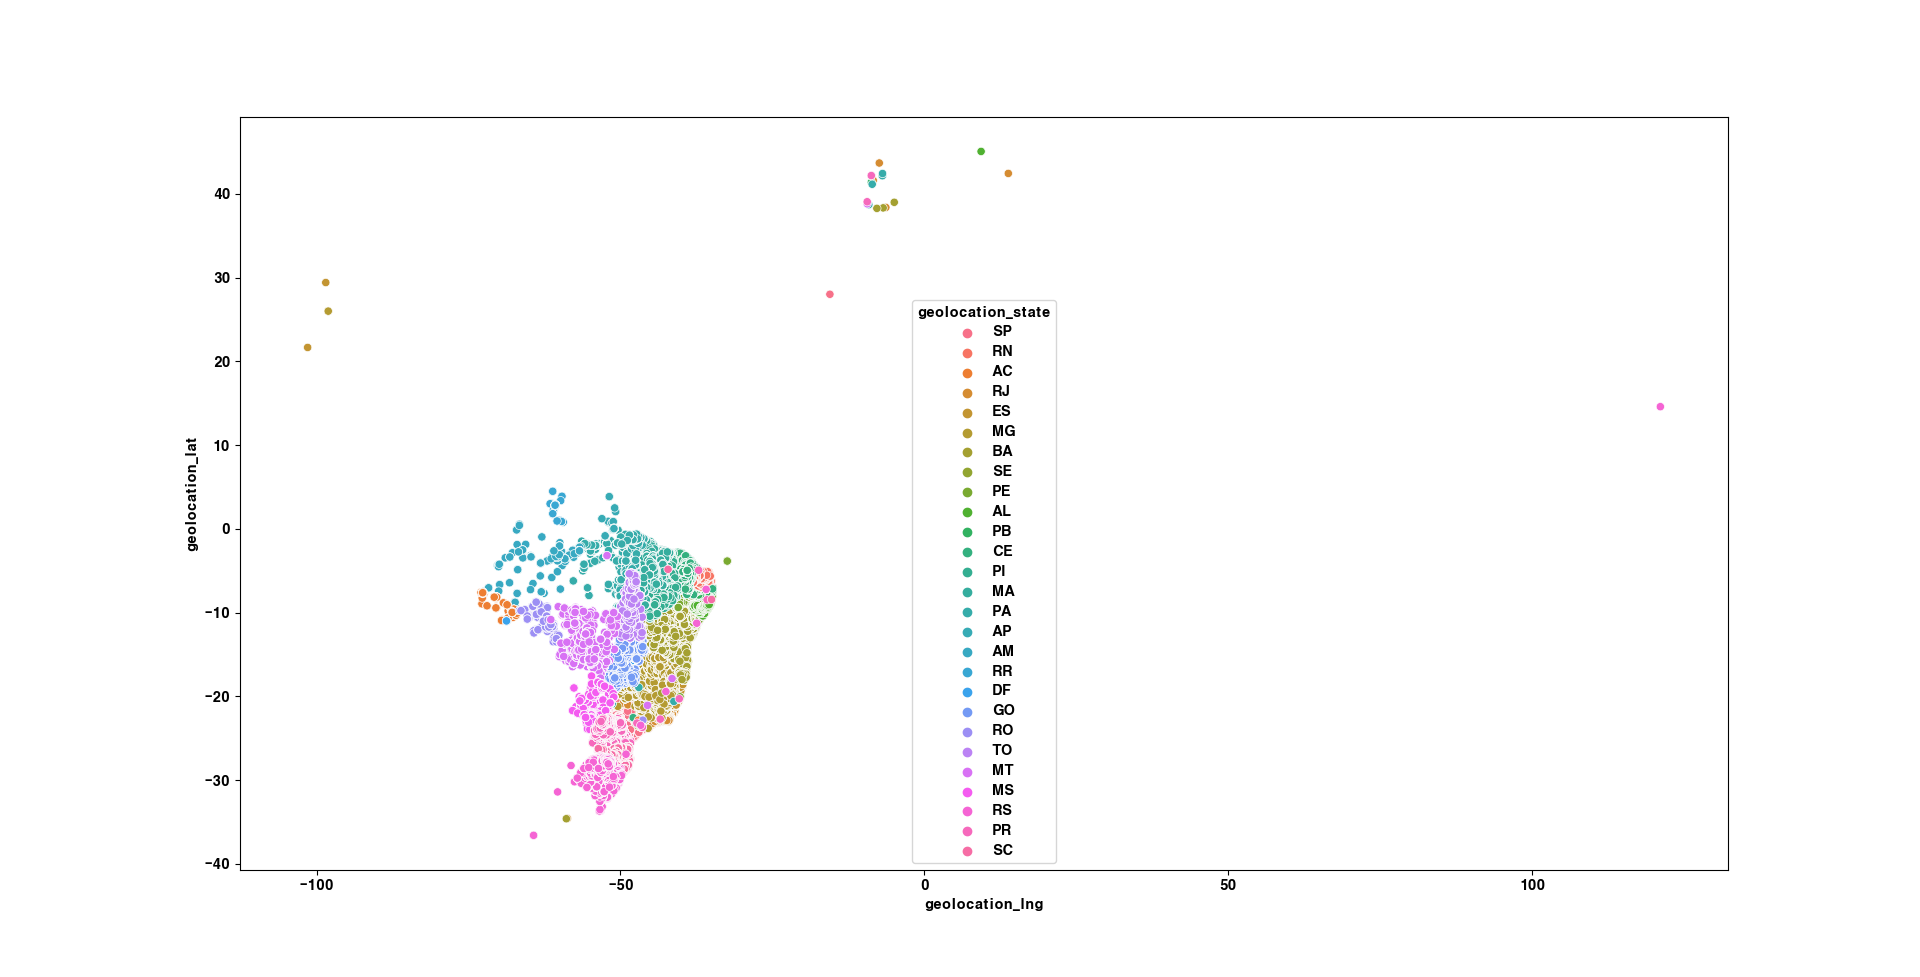 40
30
20
10
0
−10
−20
−30
−40
geolocation_lat
geolocation_state
SP
RN
AC
RJ
ES
MG
BA
SE
PE
AL
PB
CE
PI
MA
PA
AP
AM
RR
DF
GO
RO
TO
MT
MS
RS
PR
SC
−100
−50
0
50
100
geolocation_lng